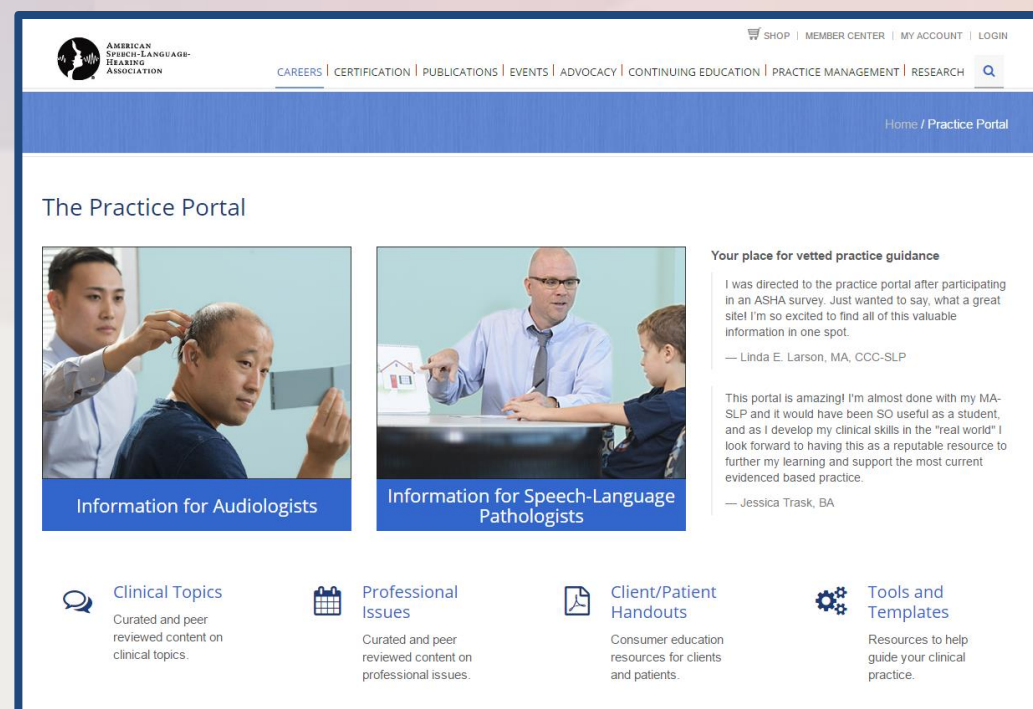 AMERICAN
SPEECH-LANGUAGE-
HEARING
ASSOCIATION
SHOP | MEMBER CENTER | MY ACCOUNT | LOGIN
CAREERS | CERTIFICATION | PUBLICATIONS | EVENTS | ADVOCACY | CONTINUING EDUCATION | PRACTICE MANAGEMENT | RESEARCH
Home / Practice Portal
The Practice Portal
Information for Audiologists
Information for Speech-Language
Pathologists
Your place for vetted practice guidance
I was directed to the practice portal after participating
in an ASHA survey. Just wanted to say, what a great
site! I'm so excited to find all of this valuable
information in one spot.
— Linda E. Larson, MA, CCC-SLP
This portal is amazing! I'm almost done with my MA-
SLP and it would have been SO useful as a student,
and as I develop my clinical skills in the "real world" I
look forward to having this as a reputable resource to
further my learning and support the most current
evidenced based practice.
— Jessica Trask, BA
Clinical Topics
Curated and peer
reviewed content on
clinical topics.
Professional
Issues
Curated and peer
reviewed content on
professional issues.
Client/Patient
Handouts
Consumer education
resources for clients
and patients.
Tools and
Templates
Resources to help
guide your clinical
practice.